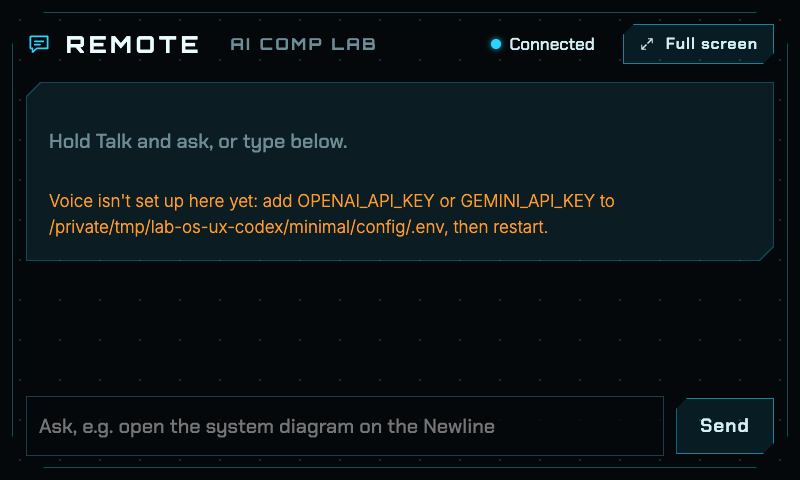 REMOTE AI COMP LAB Connected Full screen
Hold Talk and ask, or type below.
Voice isn't set up here yet: add OPENAI_API_KEY or GEMINI_API_KEY to
/private/tmp/lab-os-ux-codex/minimal/config/.env, then restart.
Ask, e.g. open the system diagram on the Newline Send